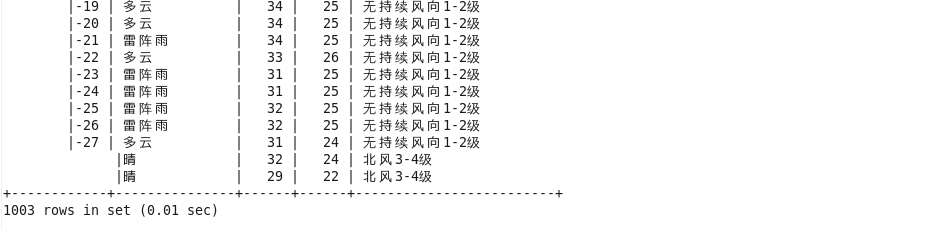 |-19 | 多云 | 34 | 25 | 无持续风向1-2级
|-20 | 多云 | 34 | 25 | 无持续风向1-2级
|-21 | 雷阵雨 | 34 | 25 | 无持续风向1-2级
|-22 | 多云 | 33 | 26 | 无持续风向1-2级
|-23 | 雷阵雨 | 31 | 25 | 无持续风向1-2级
|-24 | 雷阵雨 | 31 | 25 | 无持续风向1-2级
|-25 | 雷阵雨 | 32 | 25 | 无持续风向1-2级
|-26 | 雷阵雨 | 32 | 25 | 无持续风向1-2级
|-27 | 多云 | 31 | 24 | 无持续风向1-2级
|晴 | 32 | 24 | 北风3-4级
|晴 | 29 | 22 | 北风3-4级
+------------+---------------+------+------+-------------------------+
1003 rows in set (0.01 sec)